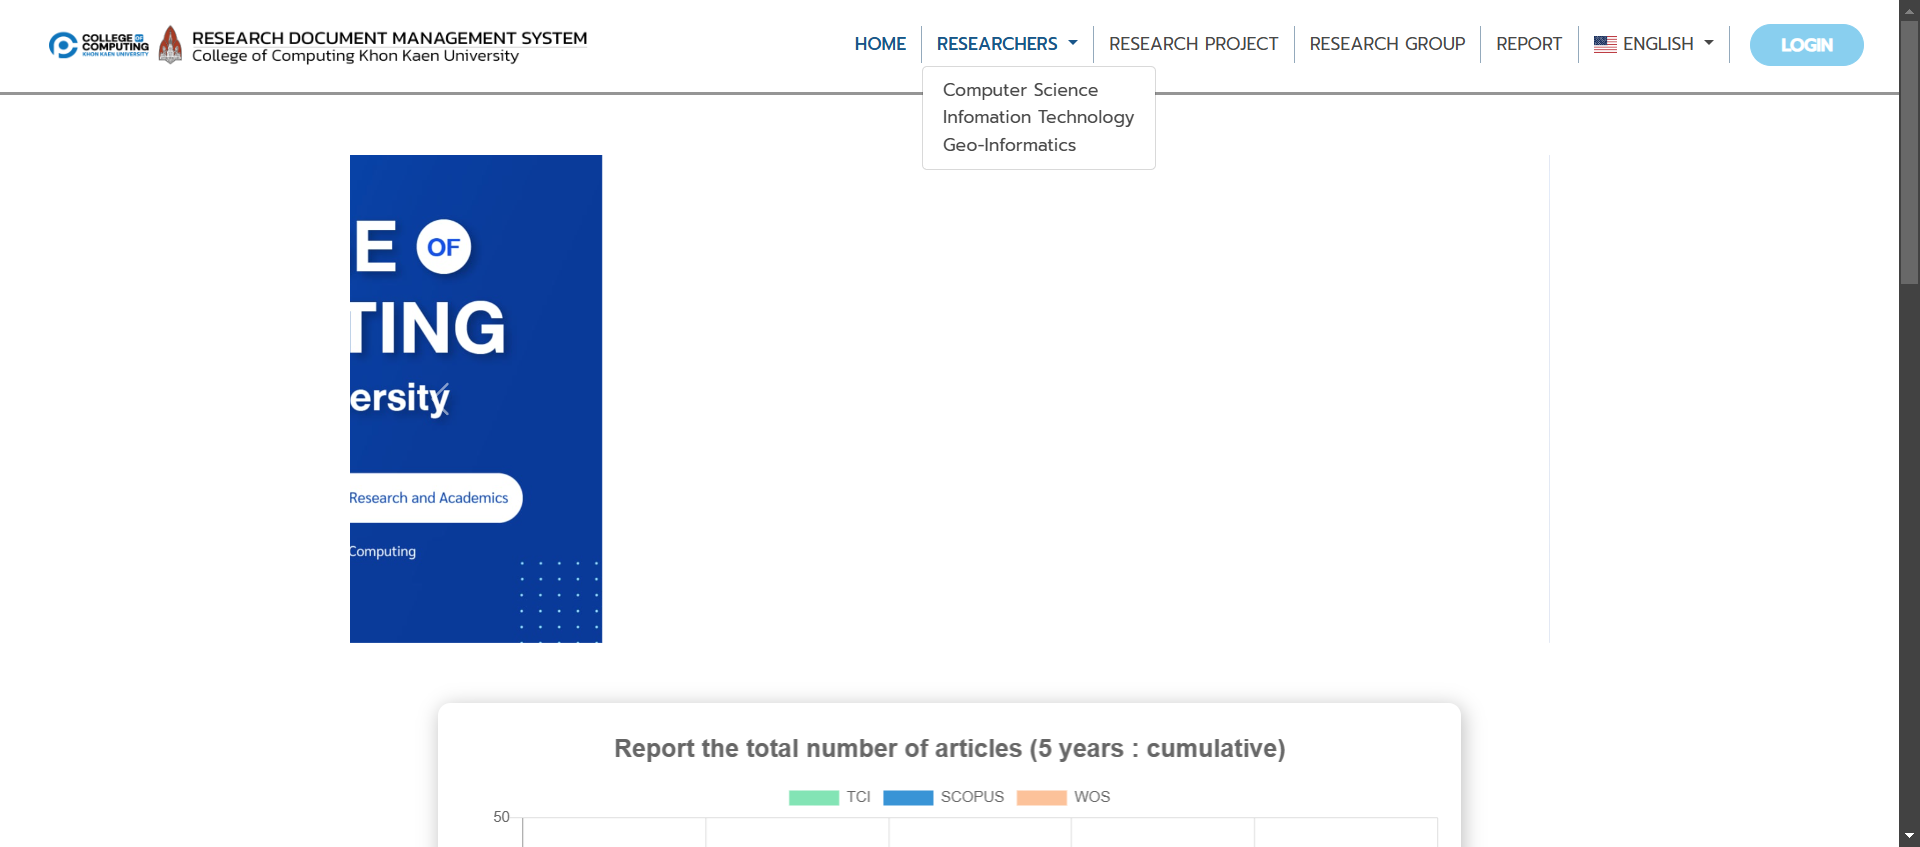 COLLEGE OF
COMPUTING
KHON KAEN UNIVERSITY
RESEARCH DOCUMENT MANAGEMENT SYSTEM
College of Computing Khon Kaen University
HOME
RESEARCHERS
RESEARCH PROJECT
RESEARCH GROUP
REPORT
ENGLISH
LOGIN
Computer Science
Infomation Technology
Geo-Informatics
E OF
TING
ersity
Research and Academics
Computing
Report the total number of articles (5 years : cumulative)
TCI SCOPUS WOS
50